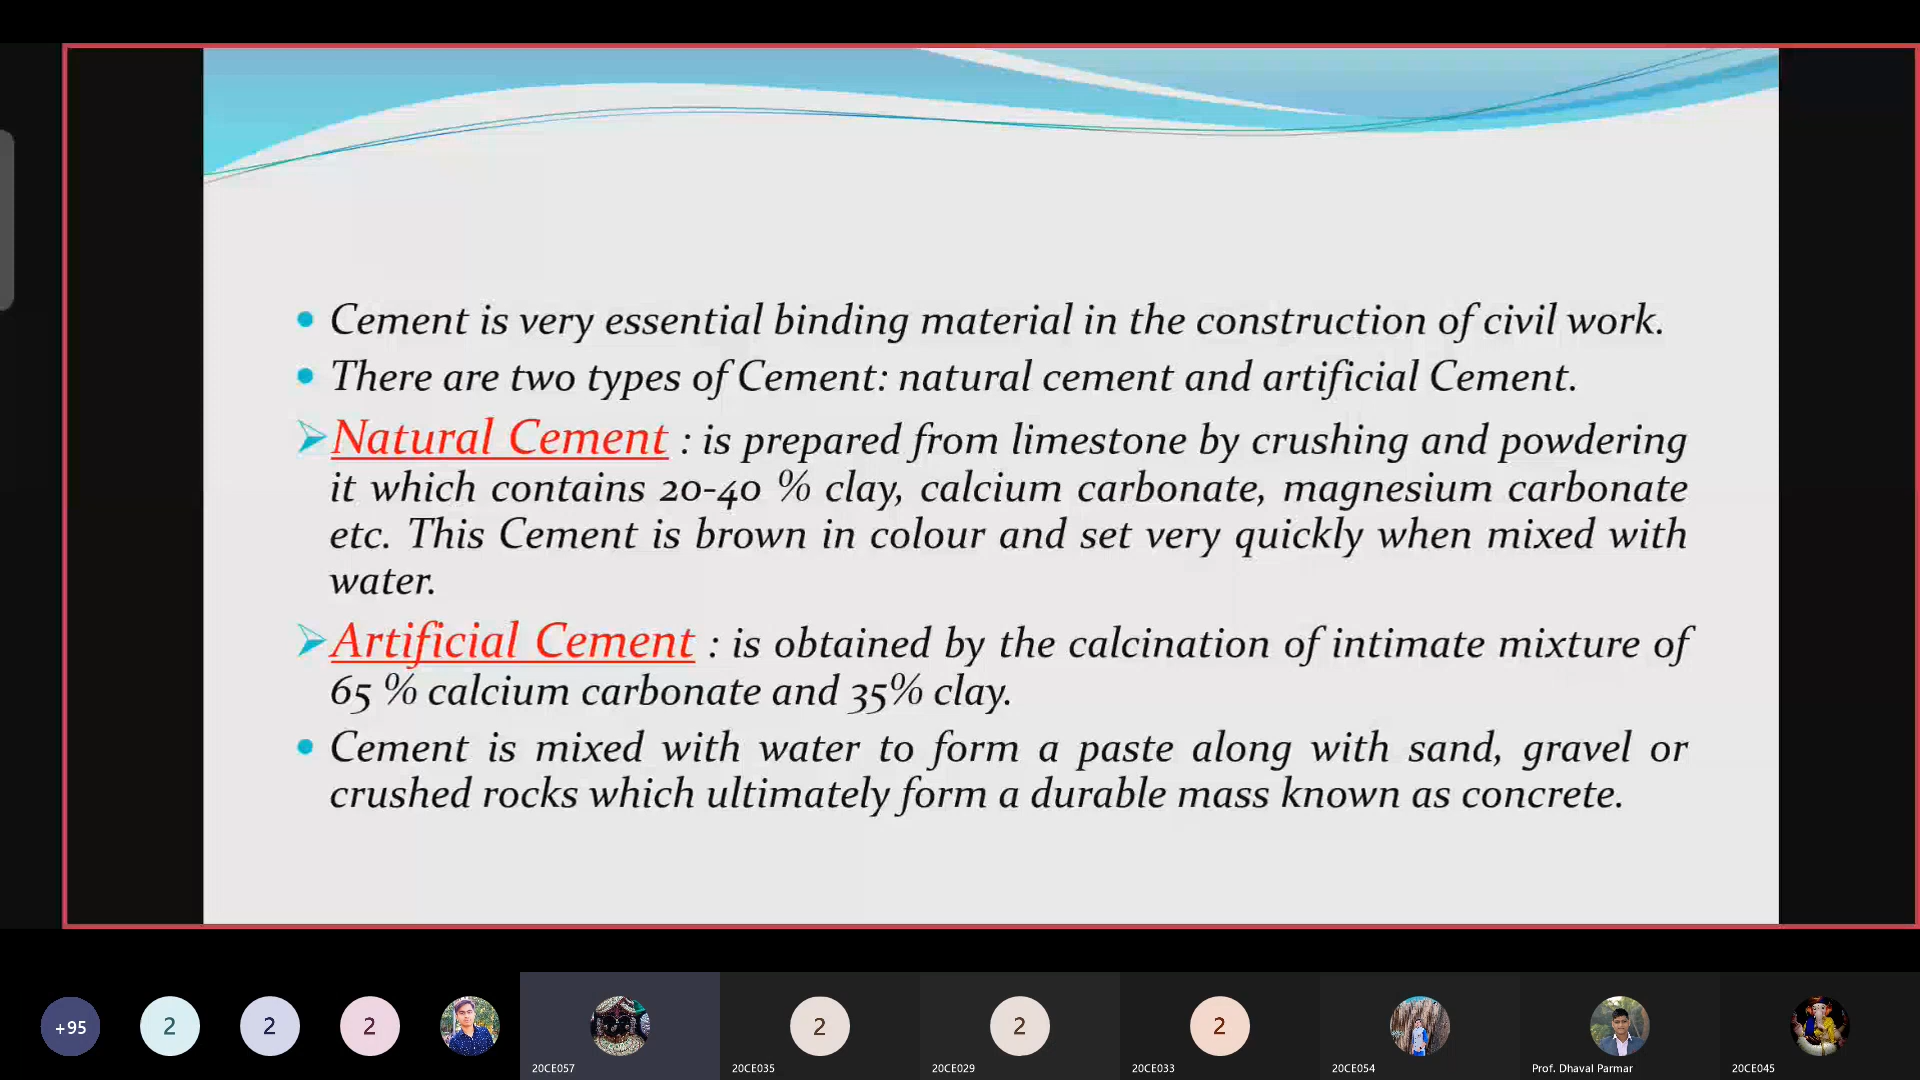 Cement is very essential binding material in the construction of civil work.
There are two types of Cement: natural cement and artificial Cement.
Natural Cement : is prepared from limestone by crushing and powdering
it which contains 20-40 % clay, calcium carbonate, magnesium carbonate
etc. This Cement is brown in colour and set very quickly when mixed with
water.
Artificial Cement : is obtained by the calcination of intimate mixture of
65 % calcium carbonate and 35% clay.
Cement is mixed with water to form a paste along with sand, gravel or
crushed rocks which ultimately form a durable mass known as concrete.
+95 2 2 2 2 2 2
20CE057 20CE035 20CE029 20CE033 20CE054 Prof. Dhaval Parmar 20CE045